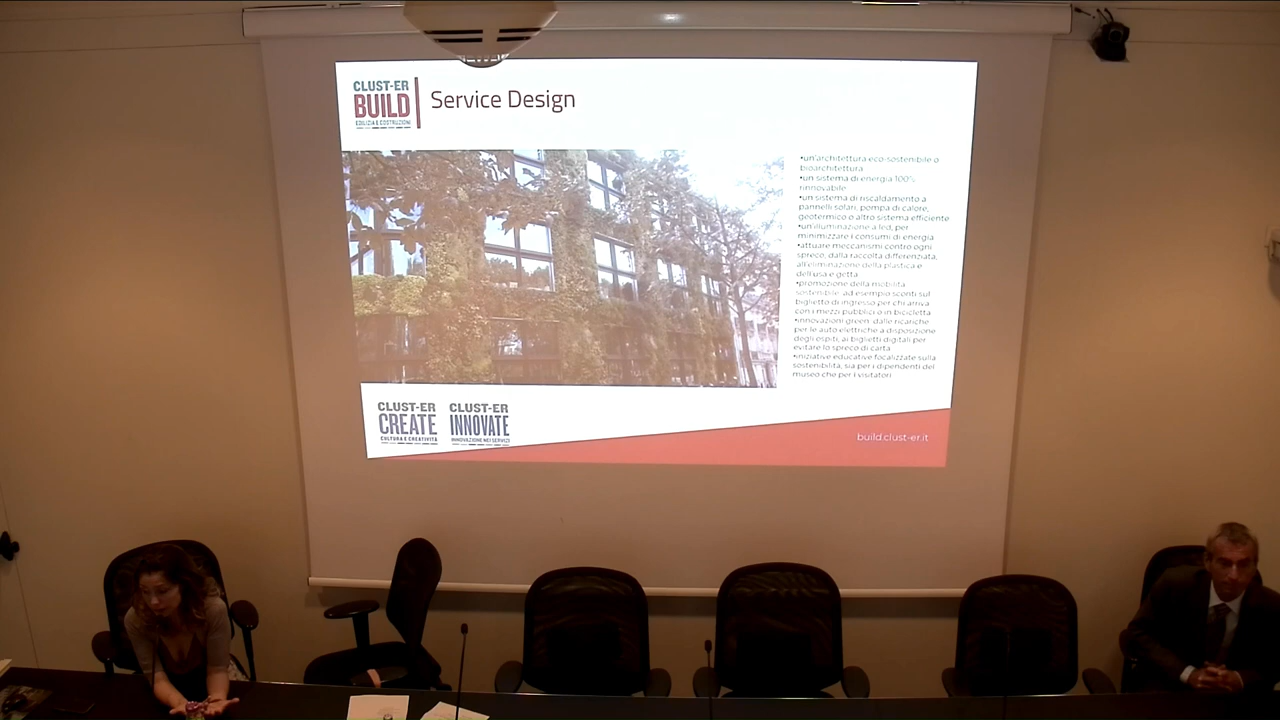 CLUST-ER
BUILD
EDILIZIA E COSTRUZIONI
Service Design
•un'architettura eco-sostenibile o
bioarchitettura
•un sistema di energia 100%
rinnovabile
•un sistema di riscaldamento a
pannelli solari, pompa di calore,
geotermico o altro sistema efficiente
•un'illuminazione a led, per
minimizzare i consumi di energia
•attuare meccanismi contro ogni
spreco, dalla raccolta differenziata,
all'eliminazione della plastica e
dell'usa e getta
•promozione della mobilità
sostenibile: ad esempio sconti sul
biglietto di ingresso per chi arriva
con i mezzi pubblici o in bicicletta
•innovazioni green: dalle ricariche
per le auto elettriche a disposizione
degli ospiti, ai biglietti digitali per
evitare lo spreco di carta
•iniziative educative focalizzate sulla
sostenibilità, sia per i dipendenti del
museo che per i visitatori
CLUST-ER
CREATE
CULTURA E CREATIVITÀ
CLUST-ER
INNOVATE
INNOVAZIONE NEI SERVIZI
build.clust-er.it